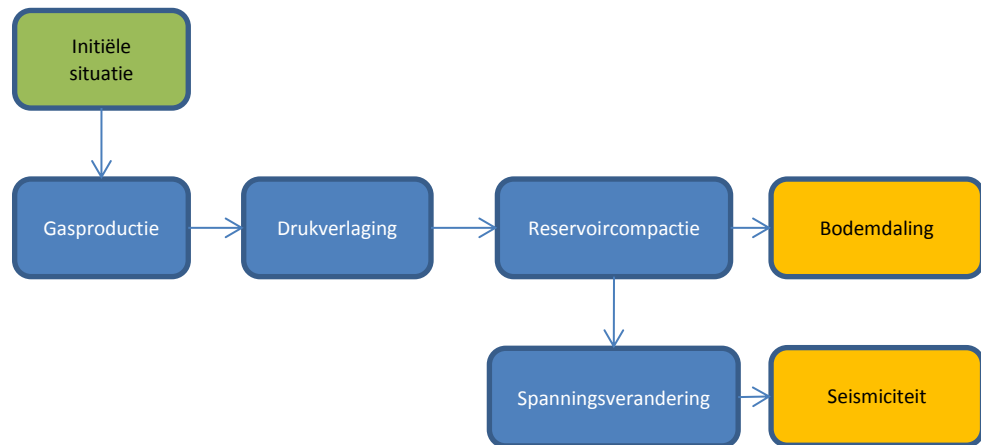 Initiële
situatie
Gasproductie
Drukverlaging
Reservoircompactie
Bodemdaling
Spanningsverandering
Seismiciteit